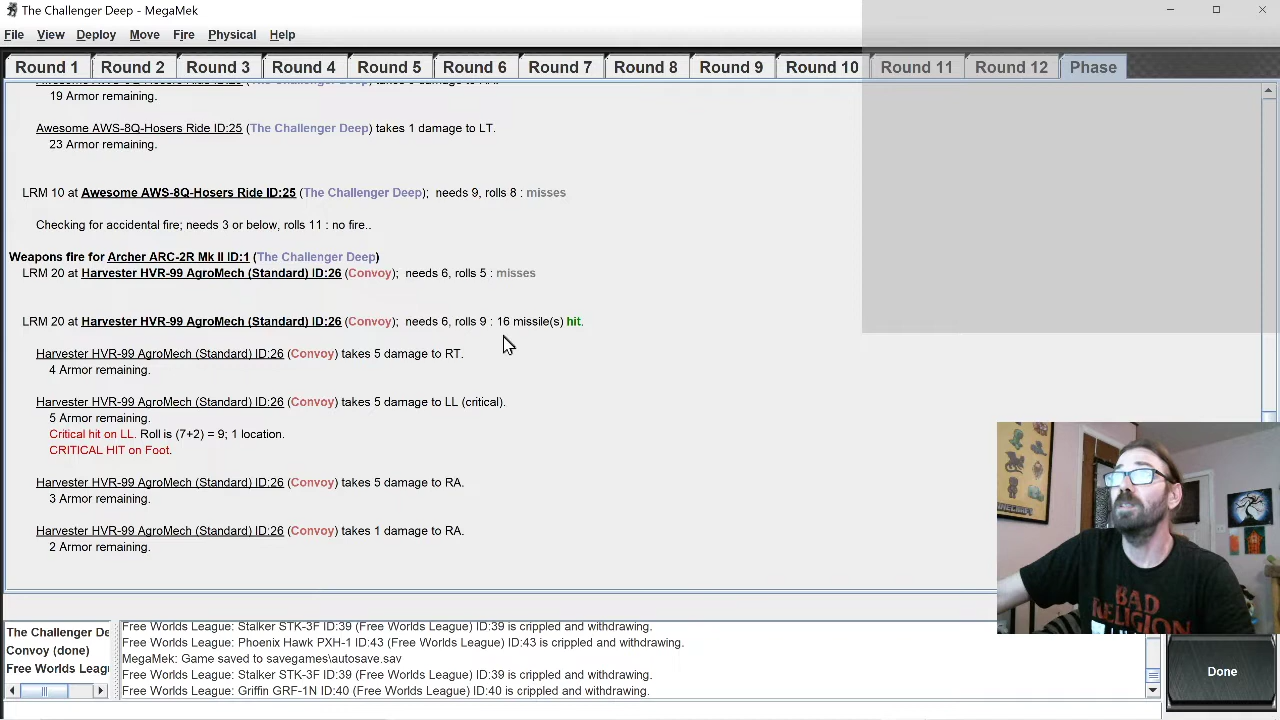 The Challenger Deep - MegaMek
File View Deploy Move Fire Physical Help
Round 1 Round 2 Round 3 Round 4 Round 5 Round 6 Round 7 Round 8 Round 9 Round 10 Round 11 Round 12 Phase
19 Armor remaining.
Awesome AWS-8Q-Hosers Ride ID:25 (The Challenger Deep) takes 1 damage to LT.
23 Armor remaining.
LRM 10 at Awesome AWS-8Q-Hosers Ride ID:25 (The Challenger Deep); needs 9, rolls 8 : misses
Checking for accidental fire; needs 3 or below, rolls 11 : no fire..
Weapons fire for Archer ARC-2R Mk II ID:1 (The Challenger Deep)
LRM 20 at Harvester HVR-99 AgroMech (Standard) ID:26 (Convoy); needs 6, rolls 5 : misses
LRM 20 at Harvester HVR-99 AgroMech (Standard) ID:26 (Convoy); needs 6, rolls 9 : 16 missile(s) hit.
Harvester HVR-99 AgroMech (Standard) ID:26 (Convoy) takes 5 damage to RT.
4 Armor remaining.
Harvester HVR-99 AgroMech (Standard) ID:26 (Convoy) takes 5 damage to LL (critical).
5 Armor remaining.
Critical hit on LL. Roll is (7+2) = 9; 1 location.
CRITICAL HIT on Foot.
Harvester HVR-99 AgroMech (Standard) ID:26 (Convoy) takes 5 damage to RA.
3 Armor remaining.
Harvester HVR-99 AgroMech (Standard) ID:26 (Convoy) takes 1 damage to RA.
2 Armor remaining.
BAD
RELIGION
The Challenger De
Convoy (done)
Free Worlds Leag
Free Worlds League: Stalker STK-3F ID:39 (Free Worlds League) ID:39 is crippled and withdrawing.
Free Worlds League: Phoenix Hawk PXH-1 ID:43 (Free Worlds League) ID:43 is crippled and withdrawing.
MegaMek: Game saved to savegames\autosave.sav
Free Worlds League: Stalker STK-3F ID:39 (Free Worlds League) ID:39 is crippled and withdrawing.
Free Worlds League: Griffin GRF-1N ID:40 (Free Worlds League) ID:40 is crippled and withdrawing.
Done